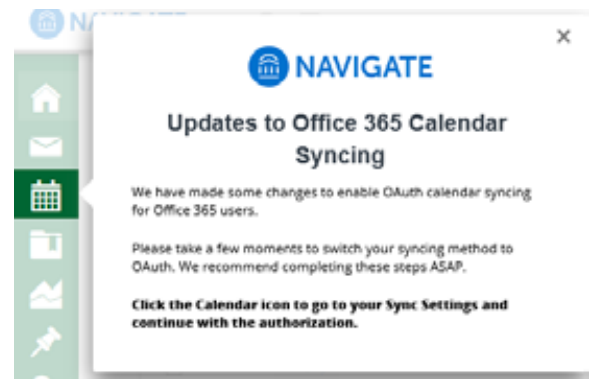 NAVIGATE
Updates to Office 365 Calendar
Syncing
We have made some changes to enable OAuth calendar syncing
for Office 365 users.
Please take a few moments to switch your syncing method to
OAuth. We recommend completing these steps ASAP.
Click the Calendar icon to go to your Sync Settings and
continue with the authorization.